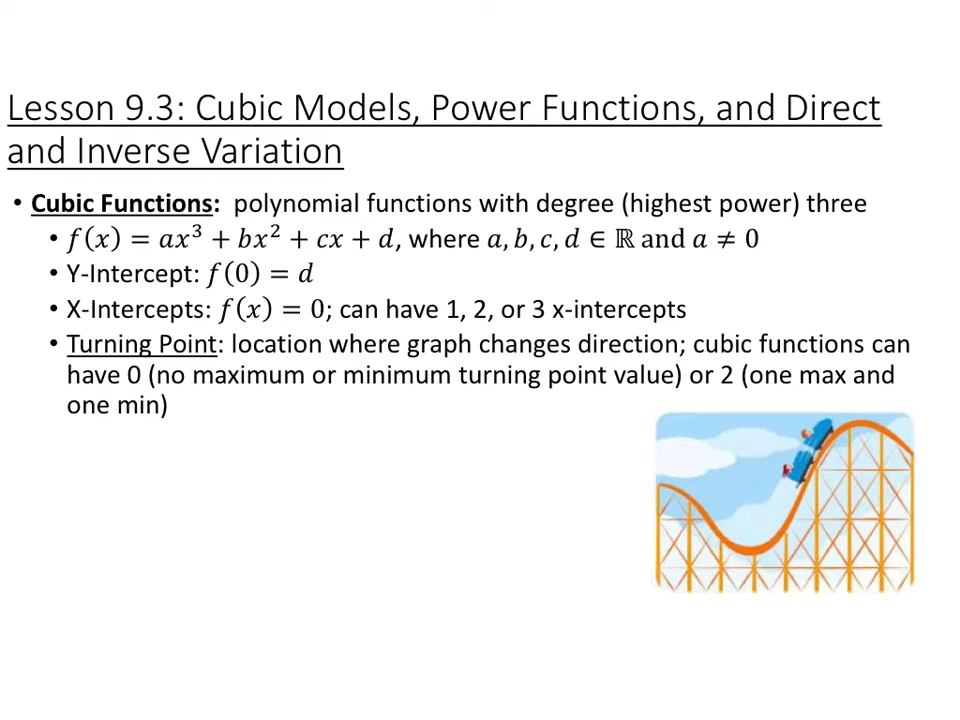 Lesson 9.3: Cubic Models, Power Functions, and Direct
and Inverse Variation
• Cubic Functions: polynomial functions with degree (highest power) three
• f(x) = ax³ + bx² + cx + d, where a, b, c, d ∈ ℝ and a ≠ 0
• Y-Intercept: f(0) = d
• X-Intercepts: f(x) = 0; can have 1, 2, or 3 x-intercepts
• Turning Point: location where graph changes direction; cubic functions can
have 0 (no maximum or minimum turning point value) or 2 (one max and
one min)